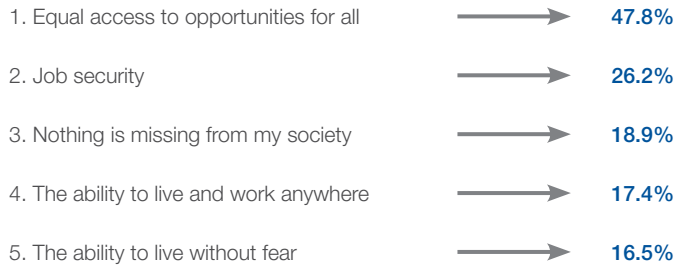 1. Equal access to opportunities for all 47.8%
2. Job security 26.2%
3. Nothing is missing from my society 18.9%
4. The ability to live and work anywhere 17.4%
5. The ability to live without fear 16.5%